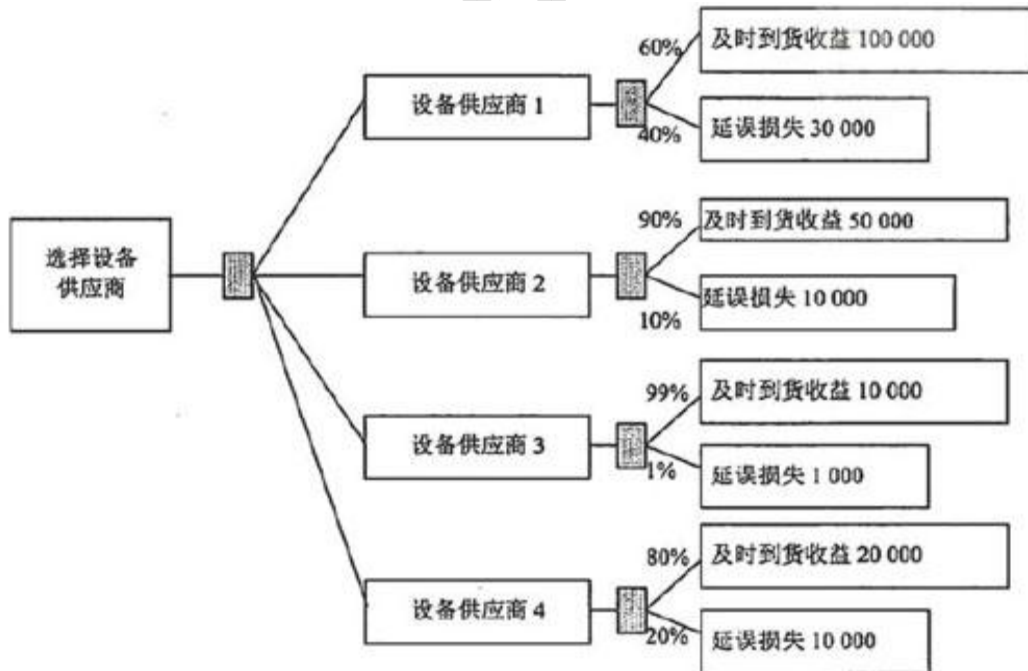 选择设备
供应商
设备供应商 1
60%
及时到货收益 100 000
40%
延误损失 30 000
设备供应商 2
90%
及时到货收益 50 000
10%
延误损失 10 000
设备供应商 3
99%
及时到货收益 10 000
1%
延误损失 1 000
设备供应商 4
80%
及时到货收益 20 000
20%
延误损失 10 000